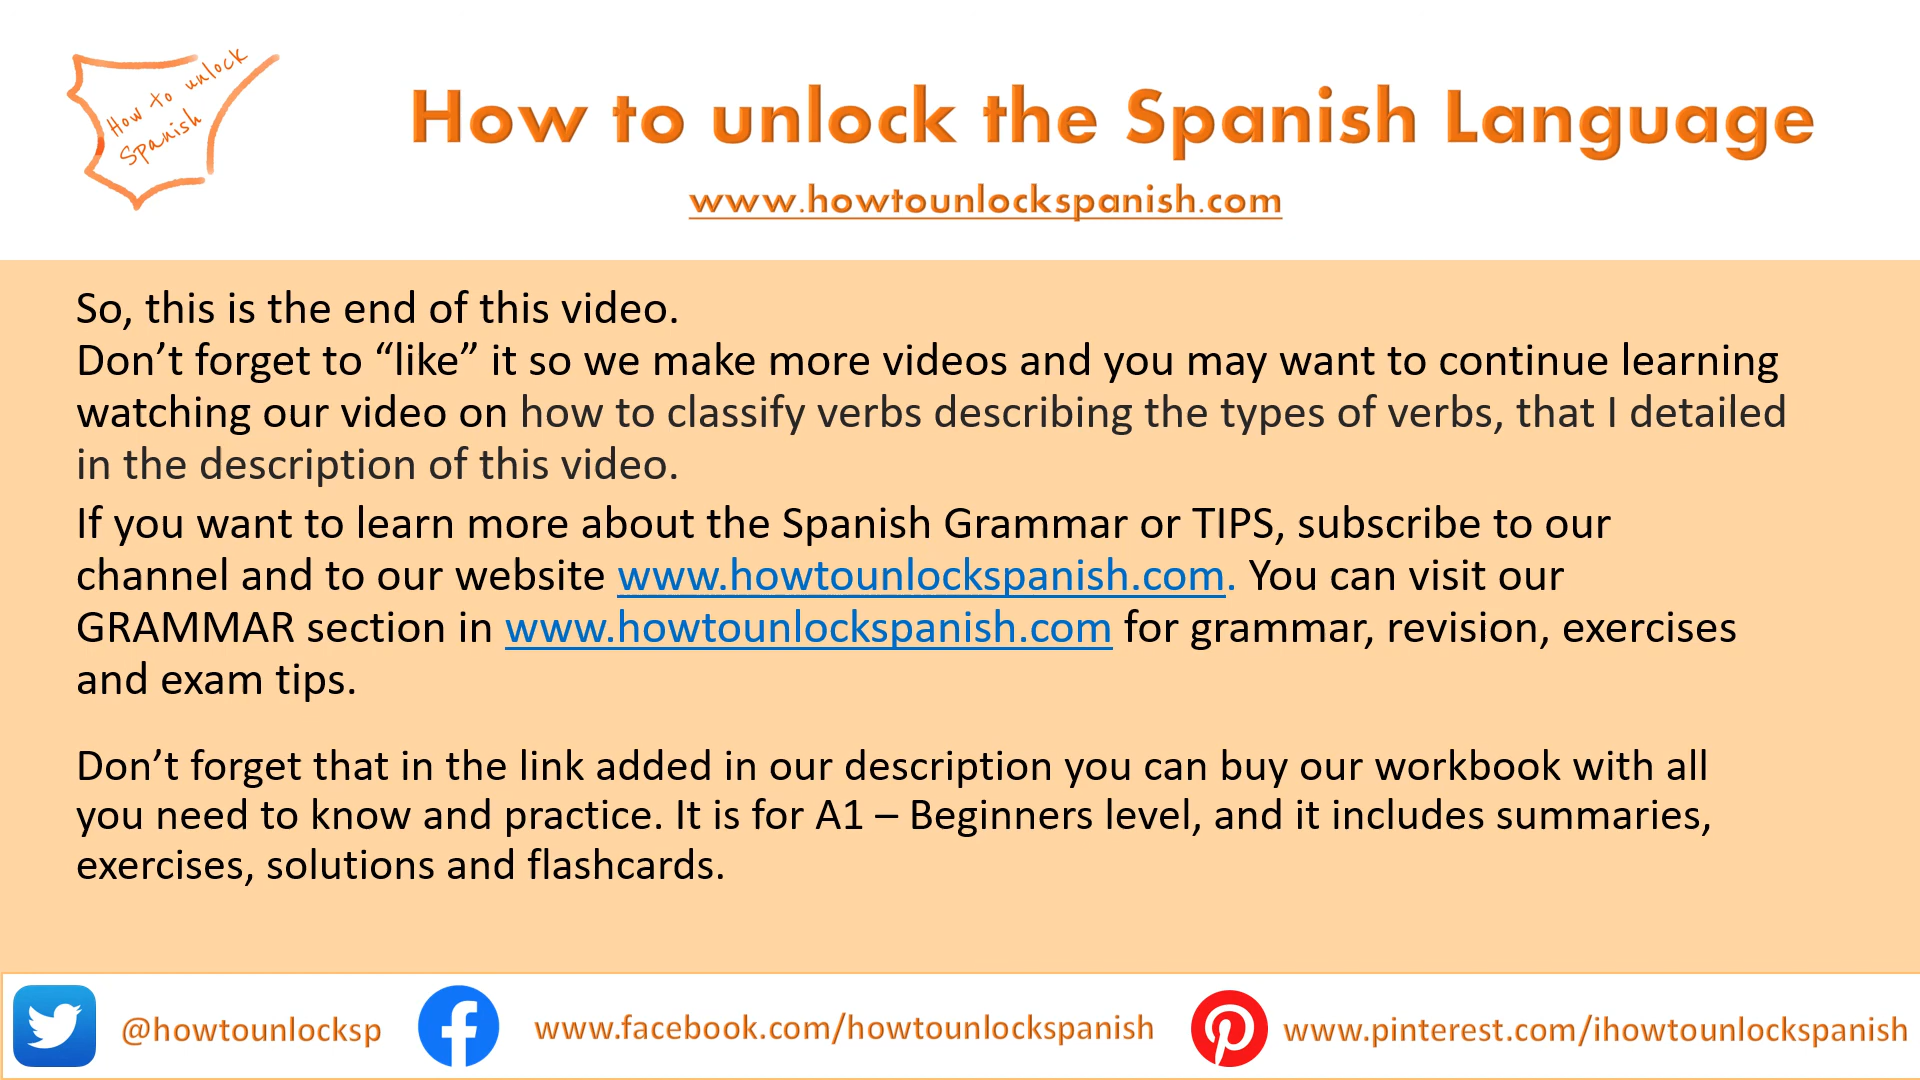 How to unlock
Spanish
How to unlock the Spanish Language
www.howtounlockspanish.com
So, this is the end of this video.
Don’t forget to “like” it so we make more videos and you may want to continue learning
watching our video on how to classify verbs describing the types of verbs, that I detailed
in the description of this video.
If you want to learn more about the Spanish Grammar or TIPS, subscribe to our
channel and to our website www.howtounlockspanish.com. You can visit our
GRAMMAR section in www.howtounlockspanish.com for grammar, revision, exercises
and exam tips.
Don’t forget that in the link added in our description you can buy our workbook with all
you need to know and practice. It is for A1 – Beginners level, and it includes summaries,
exercises, solutions and flashcards.
@howtounlocksp
www.facebook.com/howtounlockspanish
www.pinterest.com/ihowtounlockspanish